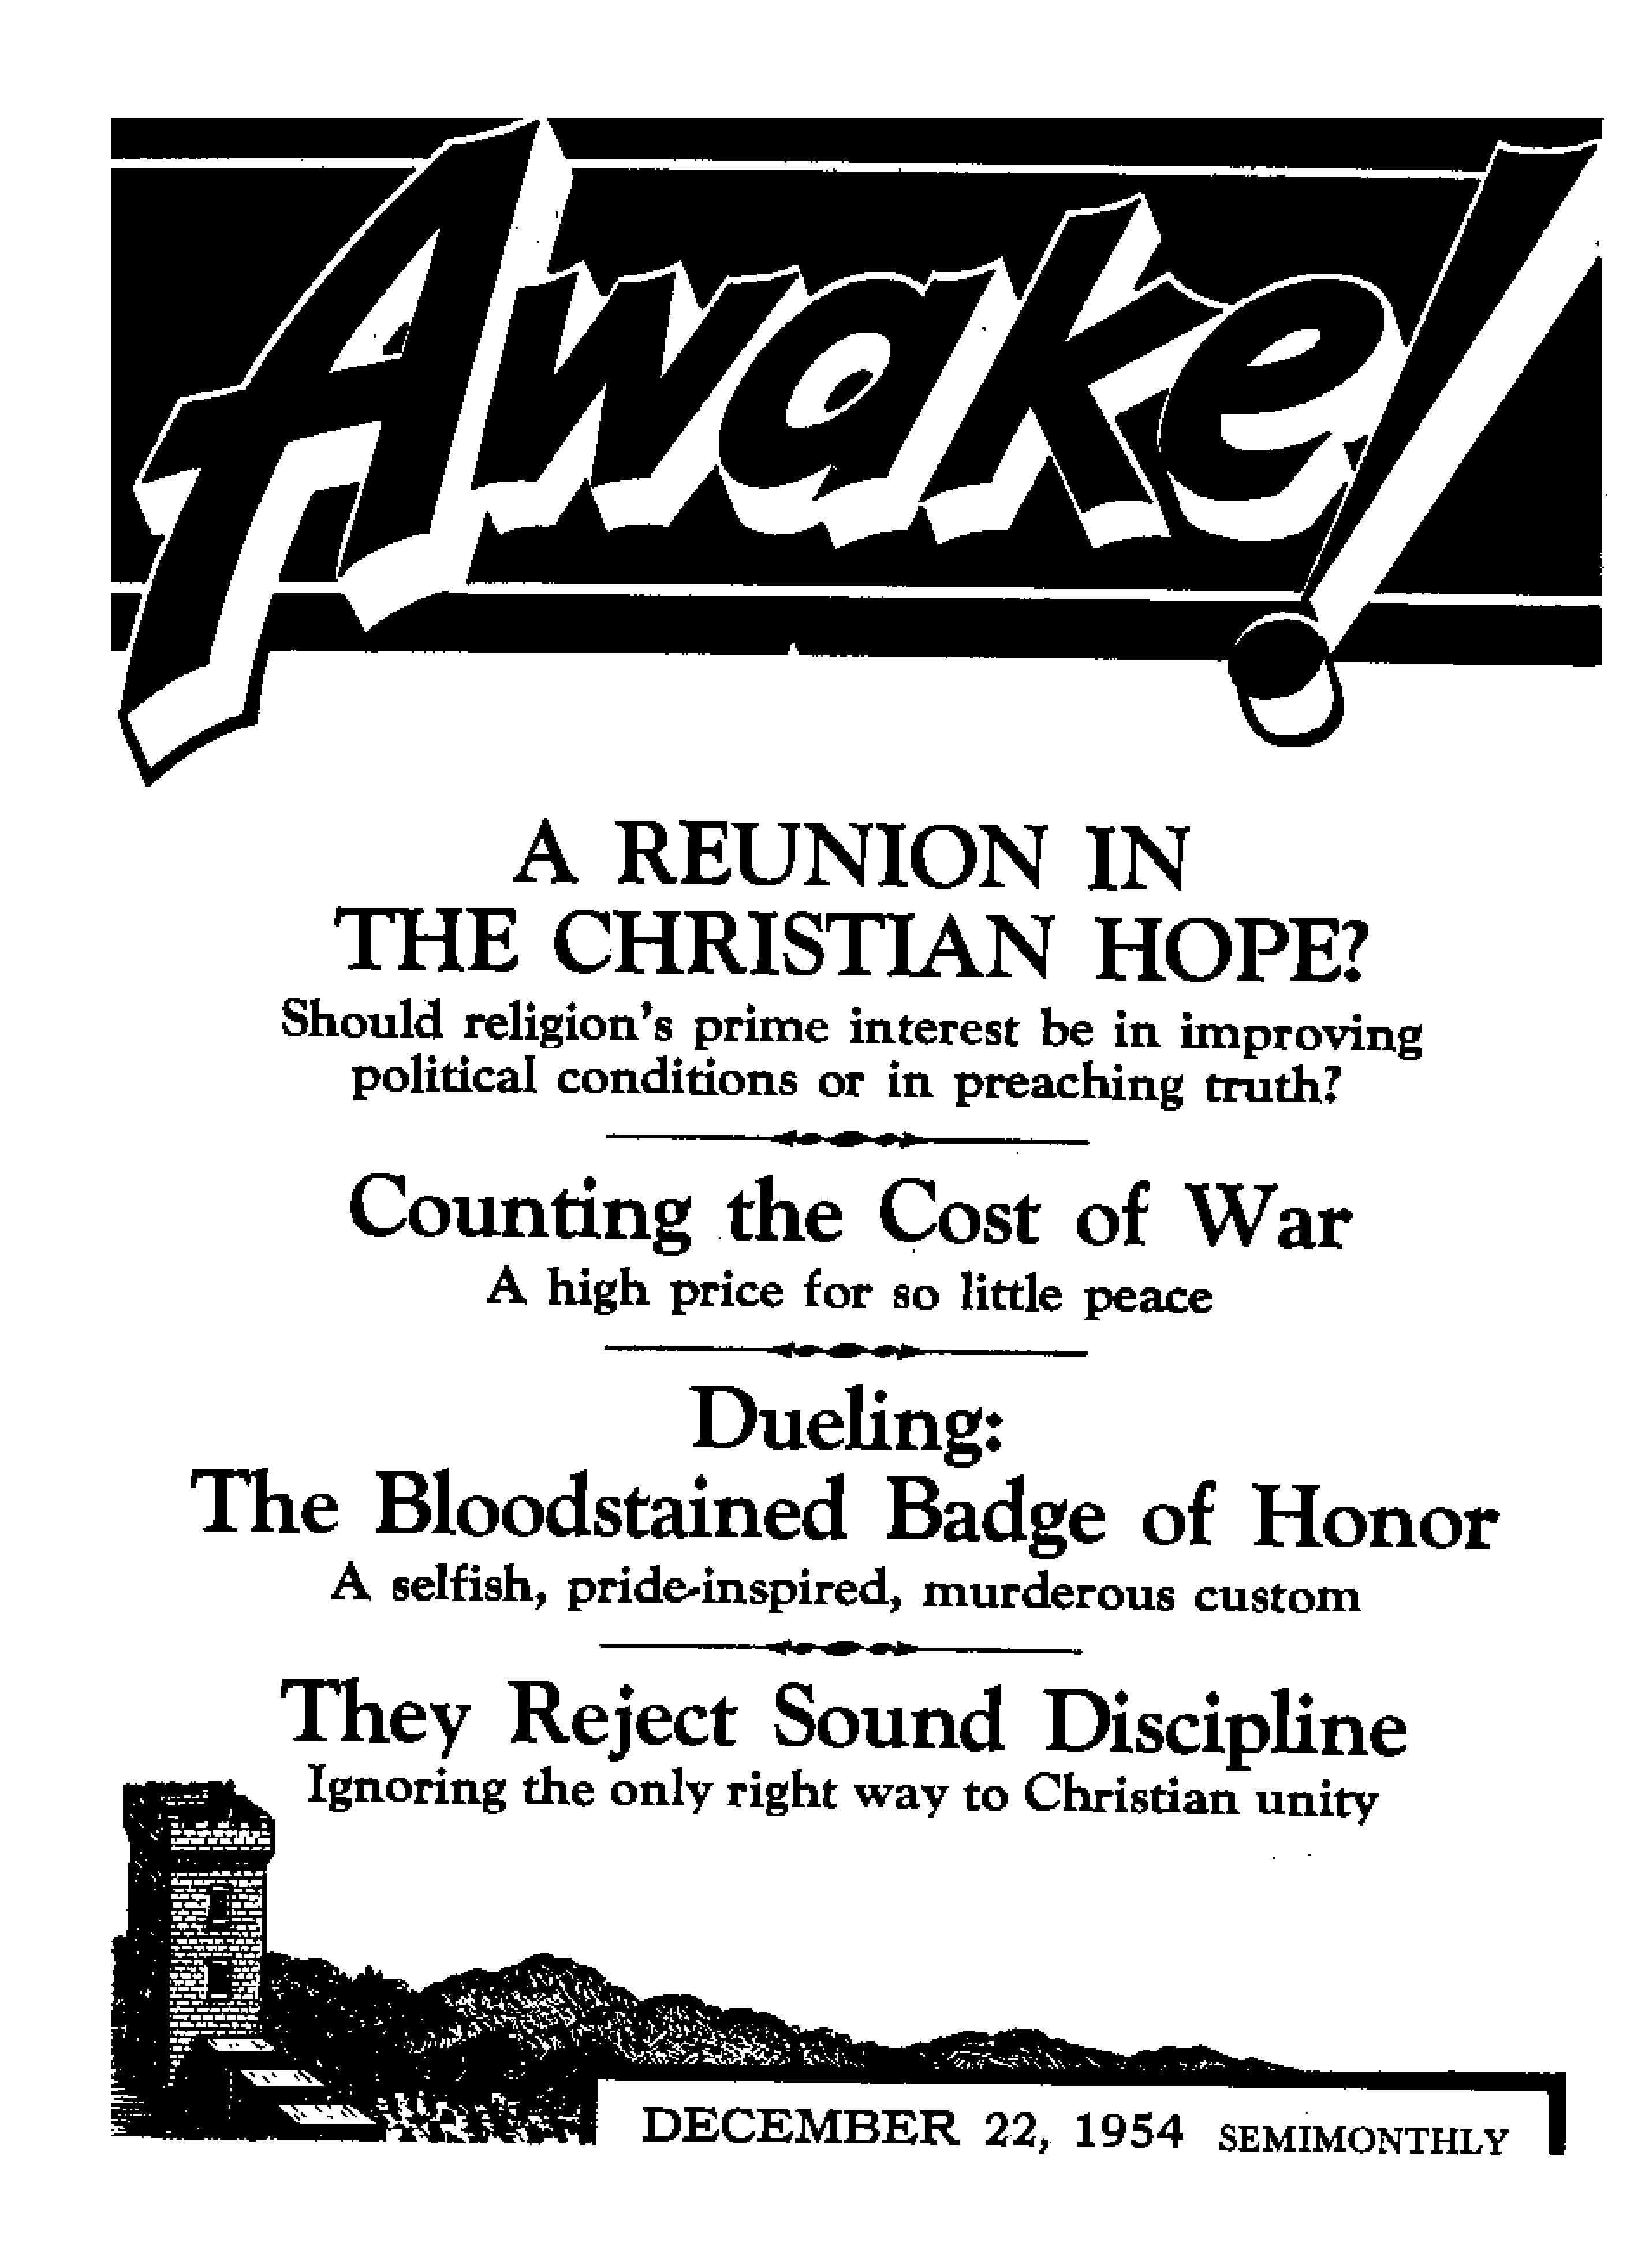 Awake!
A REUNION IN
THE CHRISTIAN HOPE?
Should religion's prime interest be in improving
political conditions or in preaching truth?
Counting the Cost of War
A high price for so little peace
Dueling:
The Bloodstained Badge of Honor
A selfish, pride-inspired, murderous custom
They Reject Sound Discipline
Ignoring the only right way to Christian unity
DECEMBER 22, 1954 SEMIMONTHLY